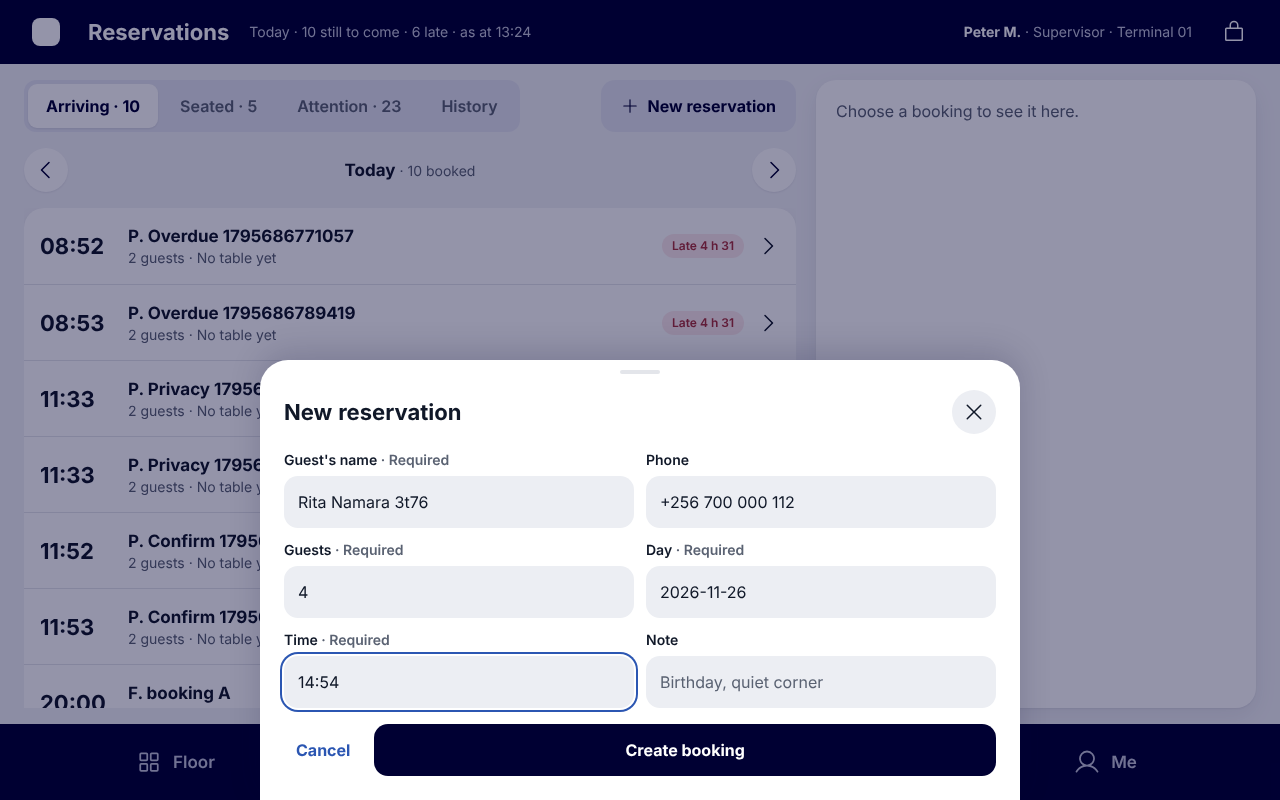 Reservations
Today · 10 still to come · 6 late · as at 13:24
Peter M. · Supervisor · Terminal 01
Arriving · 10
Seated · 5
Attention · 23
History
New reservation
Choose a booking to see it here.
Today · 10 booked
08:52
P. Overdue 1795686771057
2 guests · No table yet
Late 4 h 31
08:53
P. Overdue 1795686789419
2 guests · No table yet
Late 4 h 31
11:33
P. Privacy 1795
2 guests · No table
11:33
P. Privacy 1795
2 guests · No table
11:52
P. Confirm 1795
2 guests · No table
11:53
P. Confirm 1795
2 guests · No table
20:00
F. booking A
New reservation
Guest's name · Required
Phone
Rita Namara 3t76
+256 700 000 112
Guests · Required
Day · Required
4
2026-11-26
Time · Required
Note
14:54
Birthday, quiet corner
Cancel
Create booking
Floor
Me